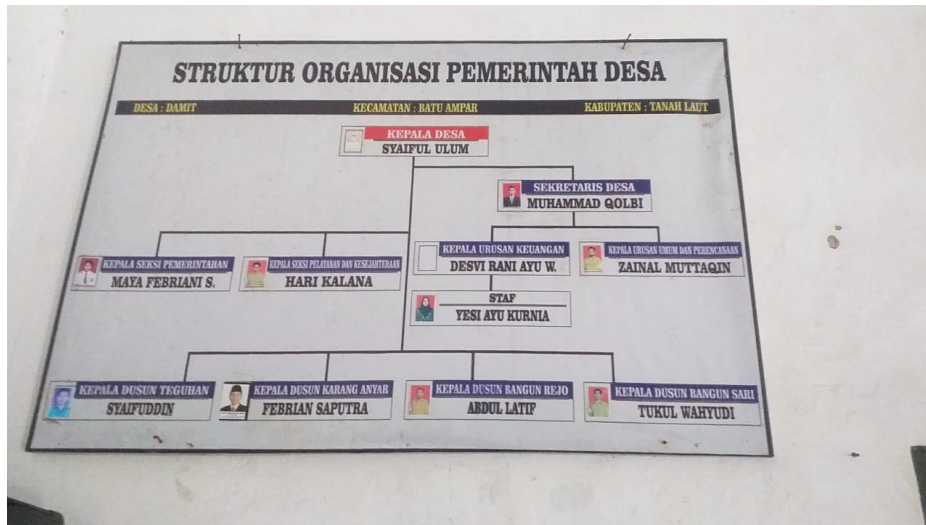 STRUKTUR ORGANISASI PEMERINTAH DESA
DESA : DAMIT KECAMATAN : BATU AMPAR KABUPATEN : TANAH LAUT
KEPALA DESA
SYAIFUL ULUM
SEKRETARIS DESA
MUHAMMAD QOLBI
KEPALA SEKSI PEMERINTAHAN
MAYA FEBRIANI S.
KEPALA SEKSI PELAYANAN DAN KESEJAHTERAAN
HARI KALANA
KEPALA URUSAN KEUANGAN
DESVI RANI AYU W.
KEPALA URUSAN UMUM DAN PERENCANAAN
ZAINAL MUTTAQIN
STAF
YESI AYU KURNIA
KEPALA DUSUN TEGUHAN
SYAIFUDDIN
KEPALA DUSUN KARANG ANYAR
FEBRIAN SAPUTRA
KEPALA DUSUN BANGUN REJO
ABDUL LATIF
KEPALA DUSUN BANGUN SARI
TUKUL WAHYUDI